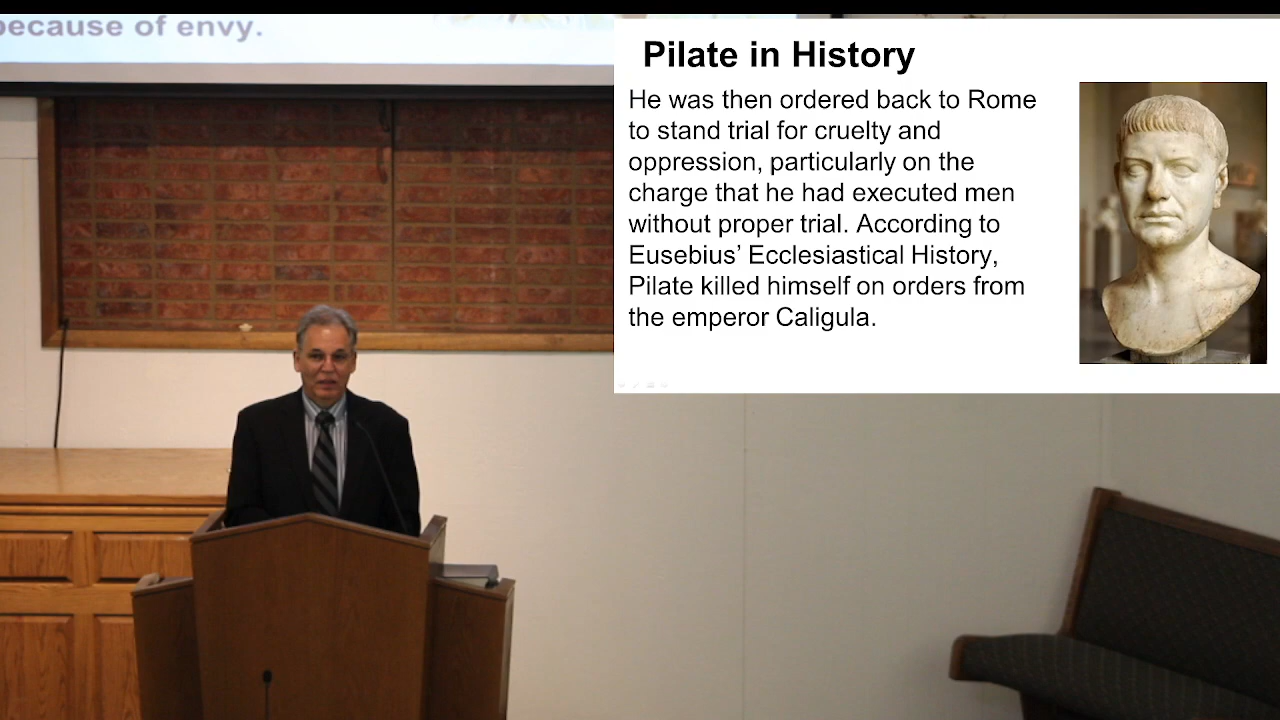 because of envy.
Pilate in History
He was then ordered back to Rome
to stand trial for cruelty and
oppression, particularly on the
charge that he had executed men
without proper trial. According to
Eusebius’ Ecclesiastical History,
Pilate killed himself on orders from
the emperor Caligula.